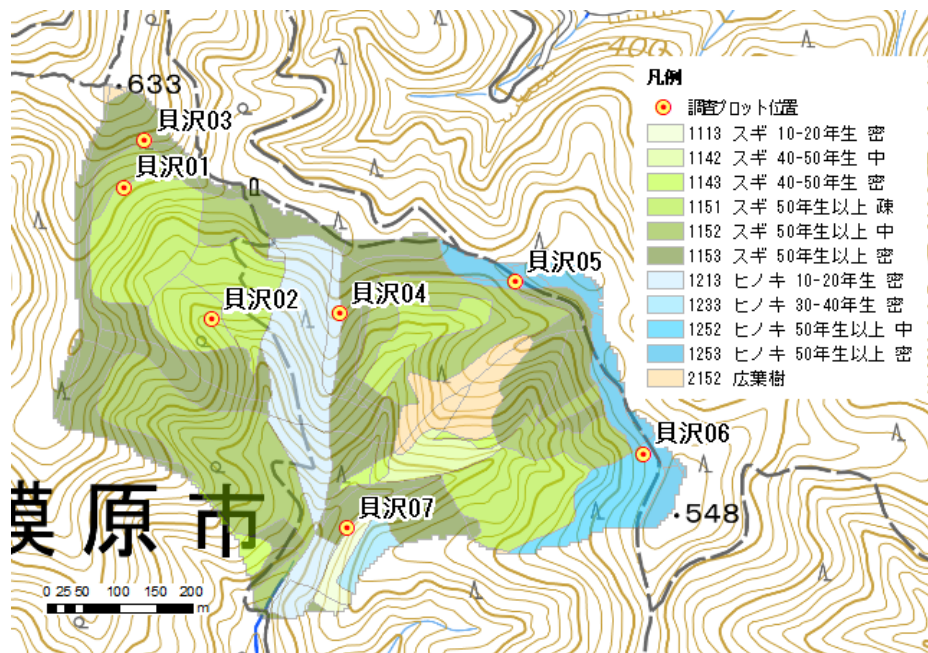 400
633
貝沢03
貝沢01
貝沢05
貝沢02
貝沢04
貝沢06
548
貝沢07
模原市
0 25 50 100 150 200
m
凡例
調査プロット位置
1113 スギ 10-20年生 密
1142 スギ 40-50年生 中
1143 スギ 40-50年生 密
1151 スギ 50年生以上 疎
1152 スギ 50年生以上 中
1153 スギ 50年生以上 密
1213 ヒノキ 10-20年生 密
1233 ヒノキ 30-40年生 密
1252 ヒノキ 50年生以上 中
1253 ヒノキ 50年生以上 密
2152 広葉樹